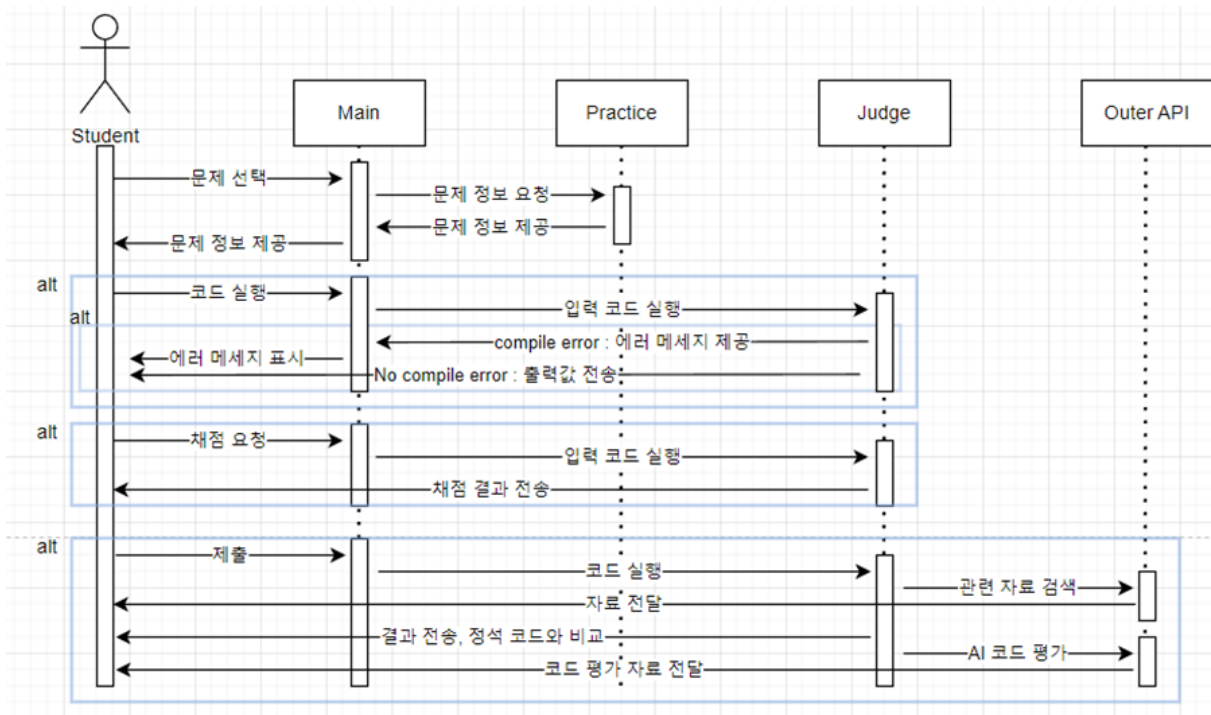 Student
Main
Practice
Judge
Outer API
문제 선택
문제 정보 요청
문제 정보 제공
문제 정보 제공
alt
코드 실행
입력 코드 실행
alt
compile error : 에러 메세지 제공
에러 메세지 표시
No compile error : 출력값 전송
alt
채점 요청
입력 코드 실행
채점 결과 전송
alt
제출
코드 실행
관련 자료 검색
자료 전달
결과 전송, 정석 코드와 비교
AI 코드 평가
코드 평가 자료 전달